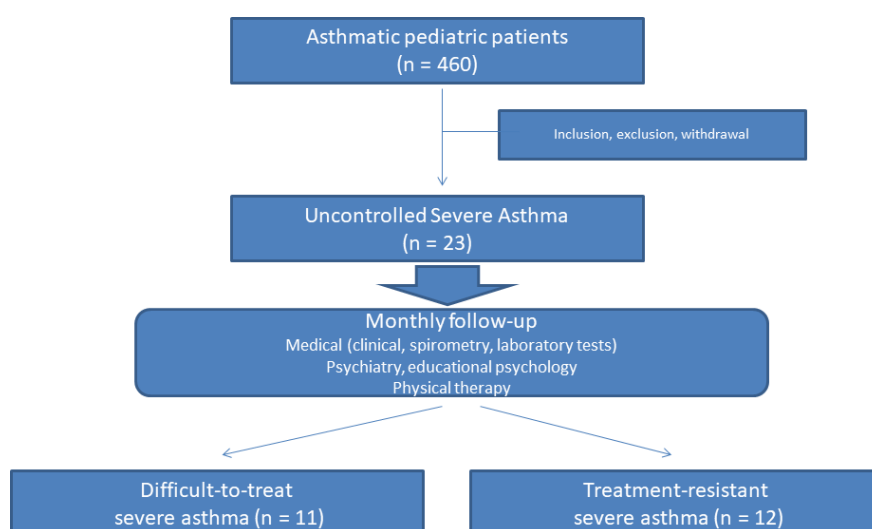 Asthmatic pediatric patients
(n = 460)
Inclusion, exclusion, withdrawal
Uncontrolled Severe Asthma
(n = 23)
Monthly follow-up
Medical (clinical, spirometry, laboratory tests)
Psychiatry, educational psychology
Physical therapy
Difficult-to-treat
severe asthma (n = 11)
Treatment-resistant
severe asthma (n = 12)